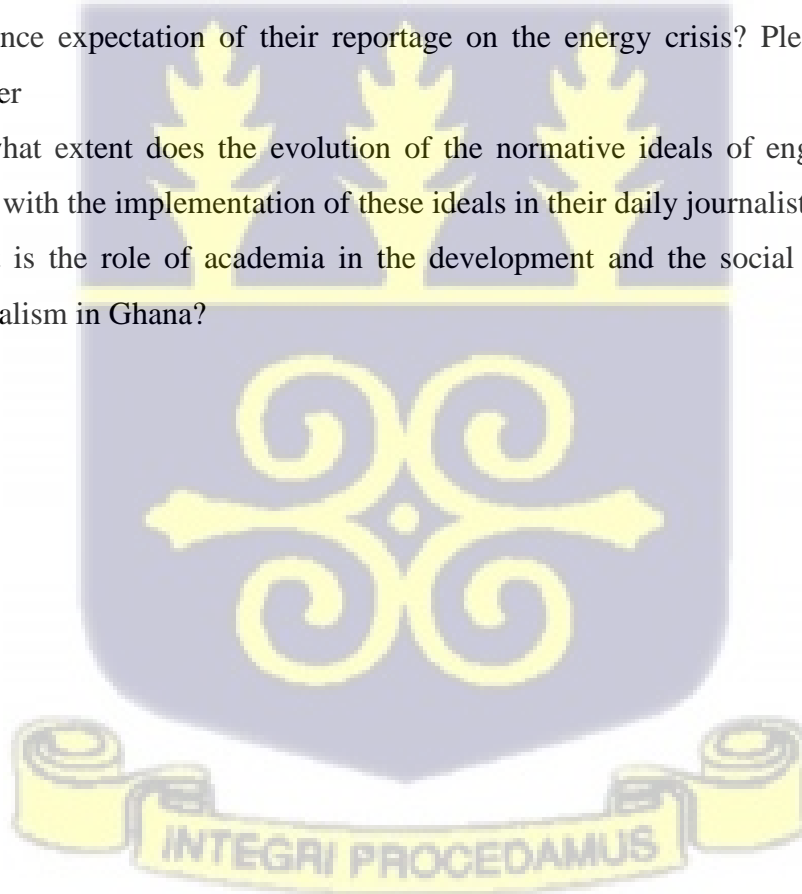 nce expectation of their reportage on the energy crisis? Ple
er
what extent does the evolution of the normative ideals of eng
with the implementation of these ideals in their daily journalist
is the role of academia in the development and the social
alism in Ghana?
INTEGRI PROCEDAMUS